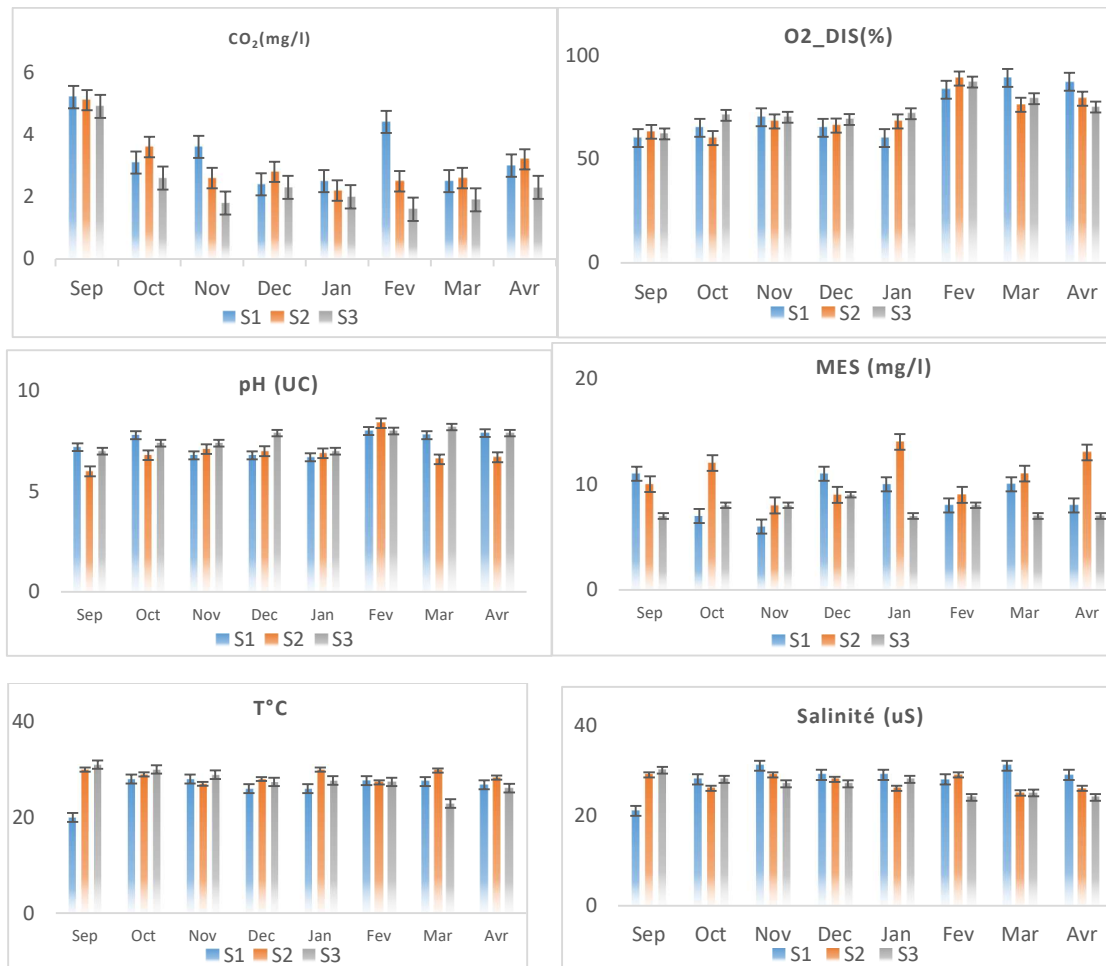 CO₂(mg/l)
6
4
2
0
Sep Oct Nov Dec Jan Fev Mar Avr
S1 S2 S3
O2_DIS(%)
100
50
0
Sep Oct Nov Dec Jan Fev Mar Avr
S1 S2 S3
pH (UC)
10
5
0
Sep Oct Nov Dec Jan Fev Mar Avr
S1 S2 S3
MES (mg/l)
20
10
0
Sep Oct Nov Dec Jan Fev Mar Avr
S1 S2 S3
T°C
40
20
0
Sep Oct Nov Dec Jan Fev Mar Avr
S1 S2 S3
Salinité (uS)
40
20
0
Sep Oct Nov Dec Jan Fev Mar Avr
S1 S2 S3